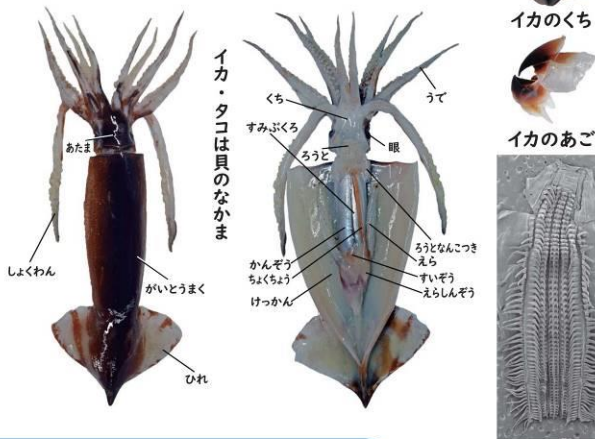 イカのくち
イカ・タコは貝のなかま
あたま
しょくわん
がいとうまく
ひれ
くち
すみぶくろ
ろうと
うで
眼
かんぞう
ちょくちょう
けっかん
ろうとなんこつき
えら
すいぞう
えらしんぞう
イカのあご